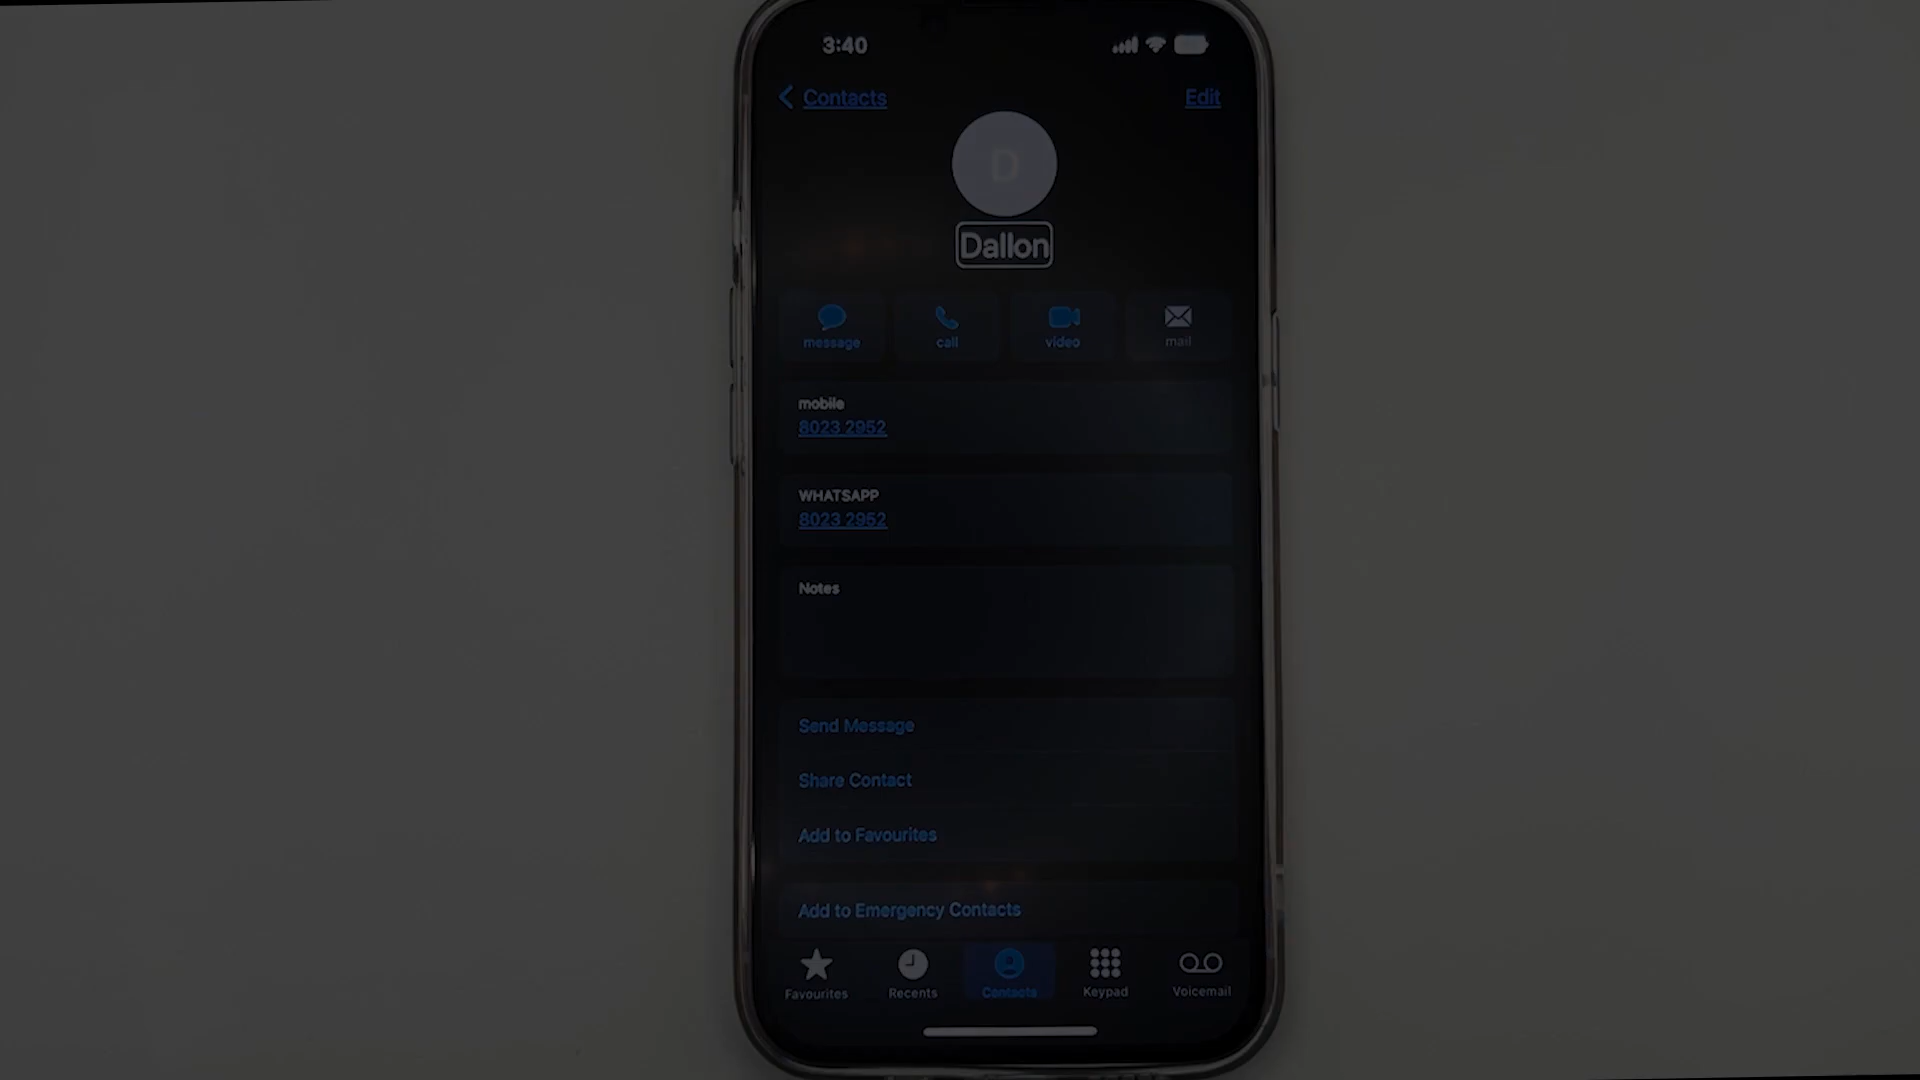 3:40
Contacts Edit
D
Dallon
message call video mail
mobile
8023 2952
WHATSAPP
8023 2952
Notes
Send Message
Share Contact
Add to Favourites
Add to Emergency Contacts
Favourites Recents Contacts Keypad Voicemail